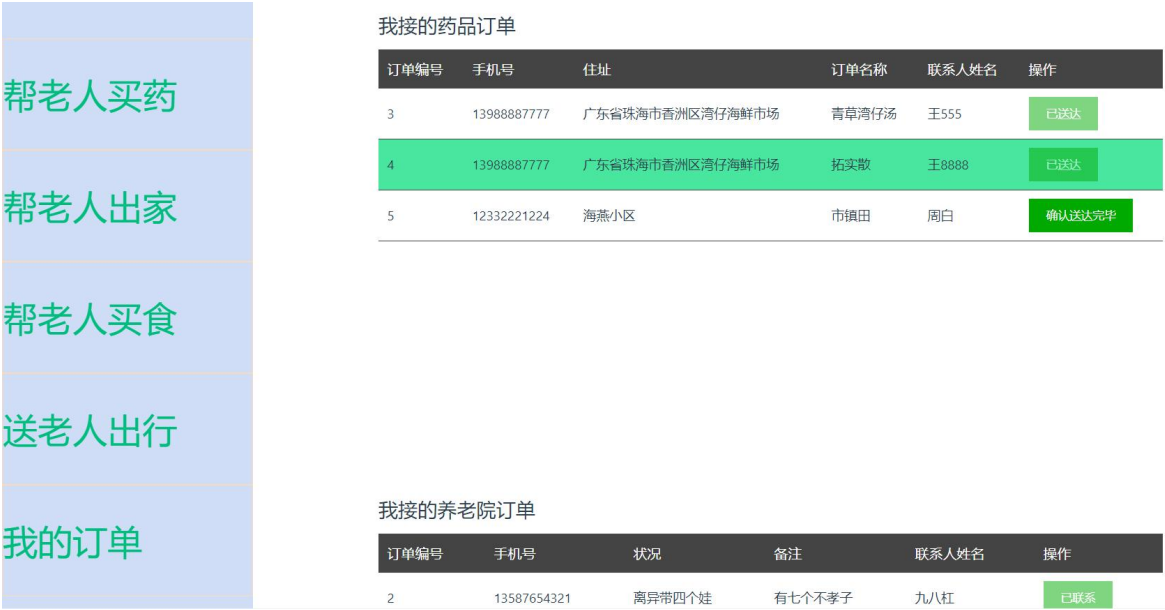 帮老人买药
帮老人出家
帮老人买食
送老人出行
我的订单
我接的药品订单
订单编号 手机号 住址 订单名称 联系人姓名 操作
3 13988887777 广东省珠海市香洲区湾仔海鲜市场 青草湾仔汤 王555 已送达
4 13988887777 广东省珠海市香洲区湾仔海鲜市场 拓实散 王8888 已送达
5 12332221224 海燕小区 市镇田 周白 确认送达完毕
我接的养老院订单
订单编号 手机号 状况 备注 联系人姓名 操作
2 13587654321 离异带四个娃 有七个不孝子 九八杠 已联系